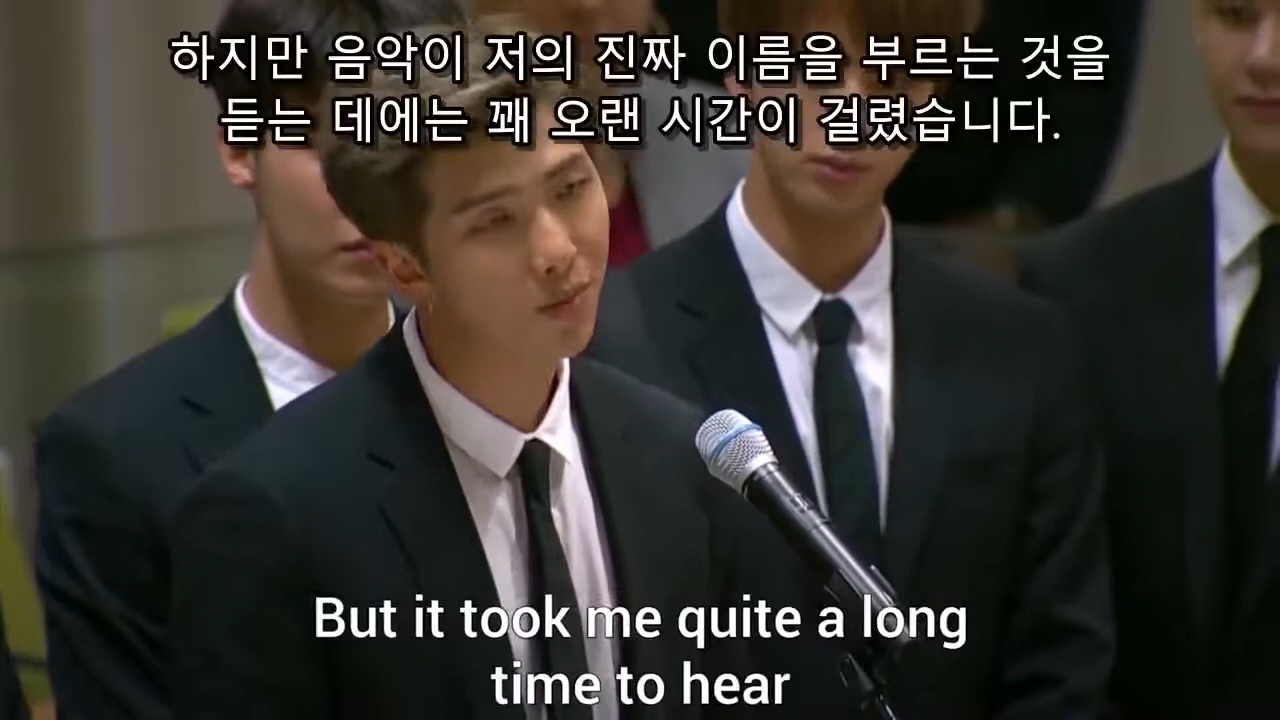 하지만 음악이 저의 진짜 이름을 부르는 것을
듣는 데에는 꽤 오랜 시간이 걸렸습니다.
But it took me quite a long
time to hear